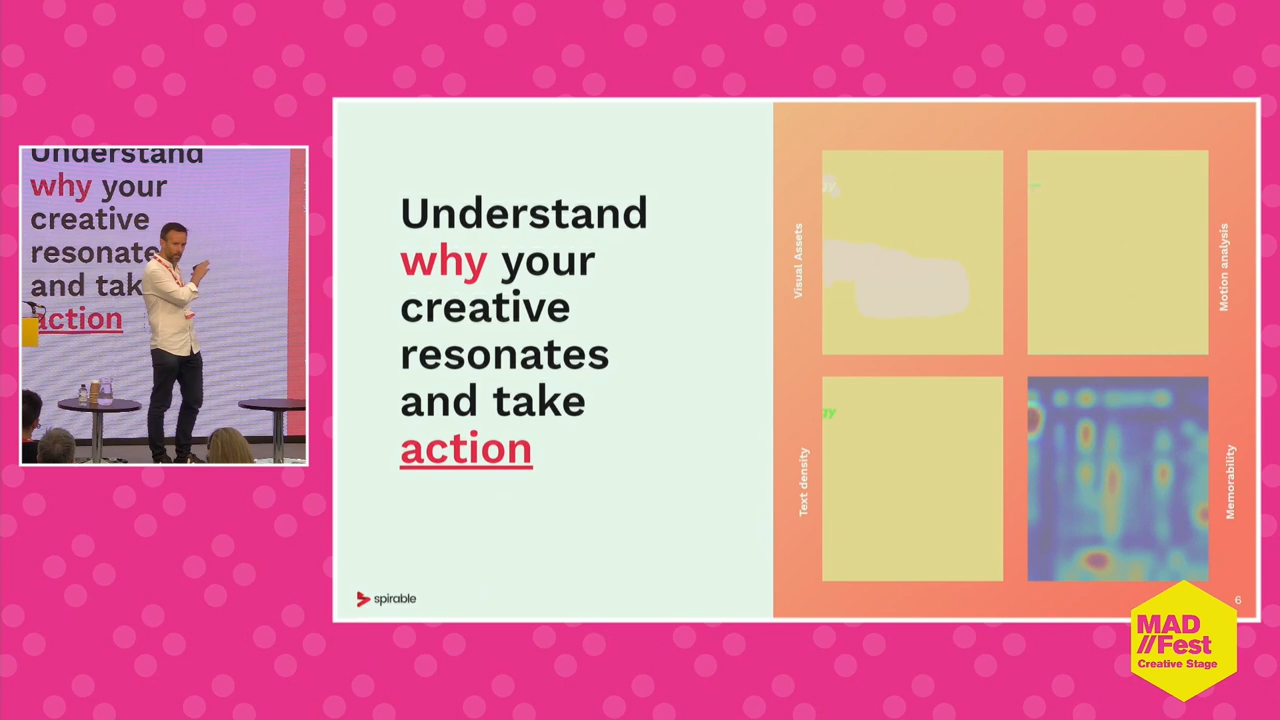 Understand
why your
creative
resonate
and tak
action
Understand
why your
creative
resonates
and take
action
Visual Assets
Motion analysis
Text density
Memorability
spirable
6
MAD
//Fest
Creative Stage